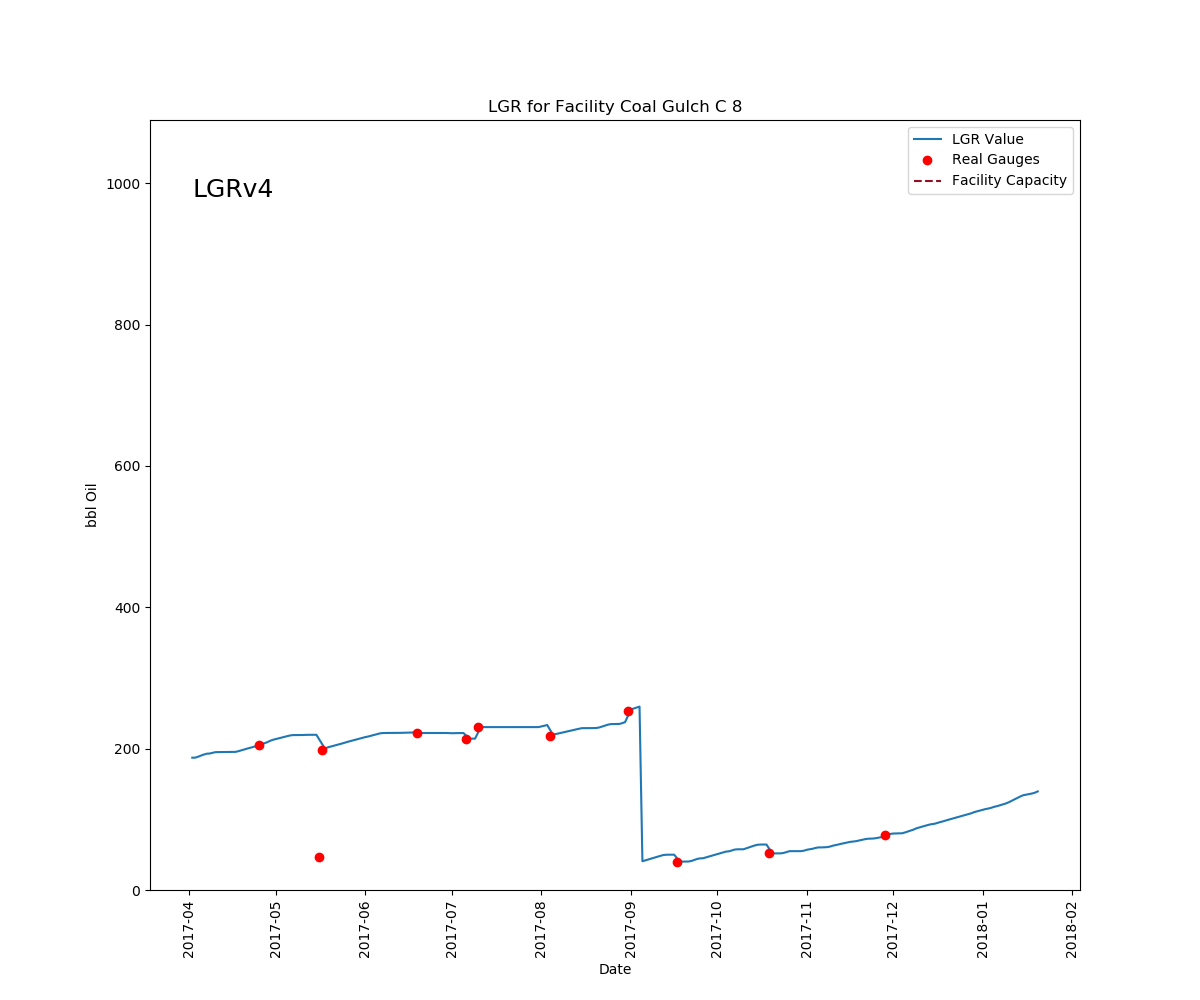 LGR for Facility Coal Gulch C 8
LGRv4
LGR Value
Real Gauges
Facility Capacity
1000
800
600
400
200
0
bbl Oil
2017-04
2017-05
2017-06
2017-07
2017-08
2017-09
2017-10
2017-11
2017-12
2018-01
2018-02
Date